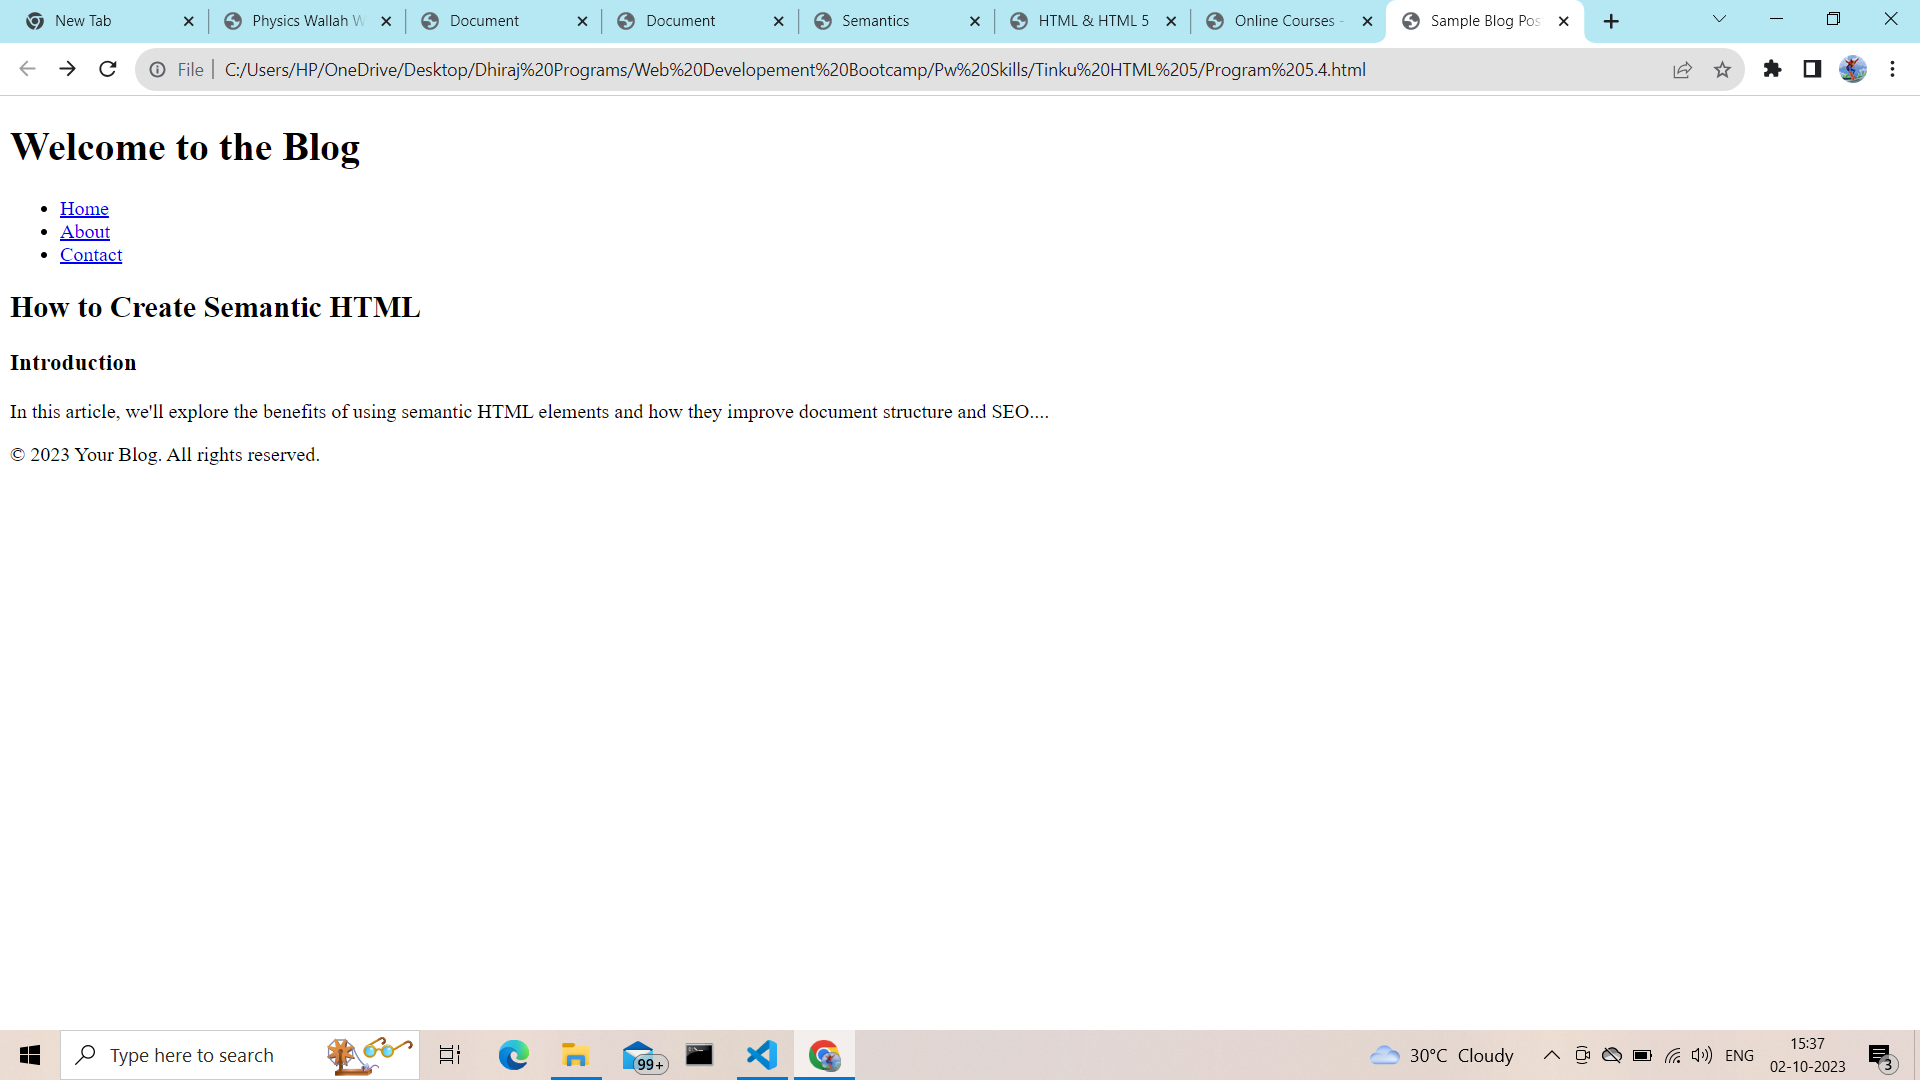 New Tab
Physics Wallah W
Document
Document
Semantics
HTML & HTML 5
Online Courses -
Sample Blog Pos
File
C:/Users/HP/OneDrive/Desktop/Dhiraj%20Programs/Web%20Developement%20Bootcamp/Pw%20Skills/Tinku%20HTML%205/Program%205.4.html
Welcome to the Blog
Home
About
Contact
How to Create Semantic HTML
Introduction
In this article, we'll explore the benefits of using semantic HTML elements and how they improve document structure and SEO....
© 2023 Your Blog. All rights reserved.
Type here to search
99+
30°C Cloudy
ENG
15:37
02-10-2023
3